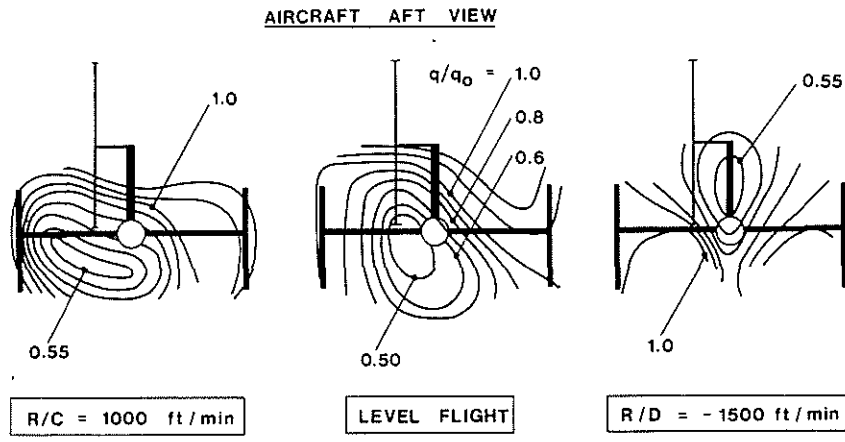 AIRCRAFT AFT VIEW
q/qo = 1.0
0.8
0.6
1.0
0.55
0.55
0.50
1.0
R/C = 1000 ft/min
LEVEL FLIGHT
R/D = -1500 ft/min